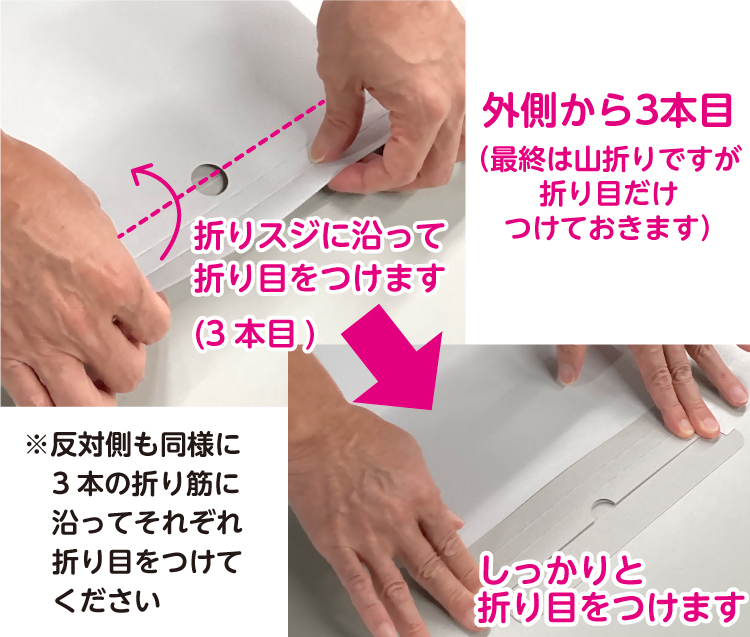 外側から3本目
（最終は山折りですが
折り目だけ
つけておきます）
折りスジに沿って
折り目をつけます
(3本目)
※反対側も同様に
3本の折り筋に
沿ってそれぞれ
折り目をつけて
ください
しっかりと
折り目をつけます